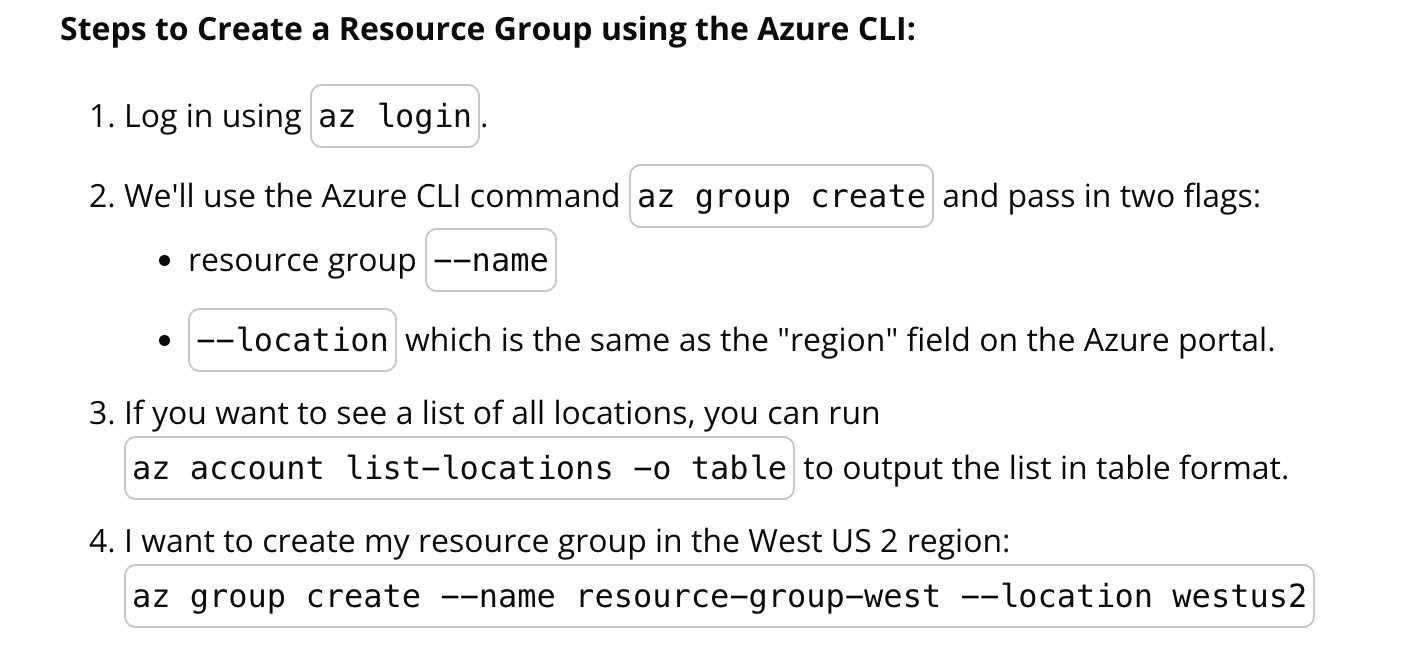 Steps to Create a Resource Group using the Azure CLI:
1. Log in using az login.
2. We'll use the Azure CLI command az group create and pass in two flags:
• resource group --name
• --location which is the same as the "region" field on the Azure portal.
3. If you want to see a list of all locations, you can run
az account list-locations -o table to output the list in table format.
4. I want to create my resource group in the West US 2 region:
az group create --name resource-group-west --location westus2